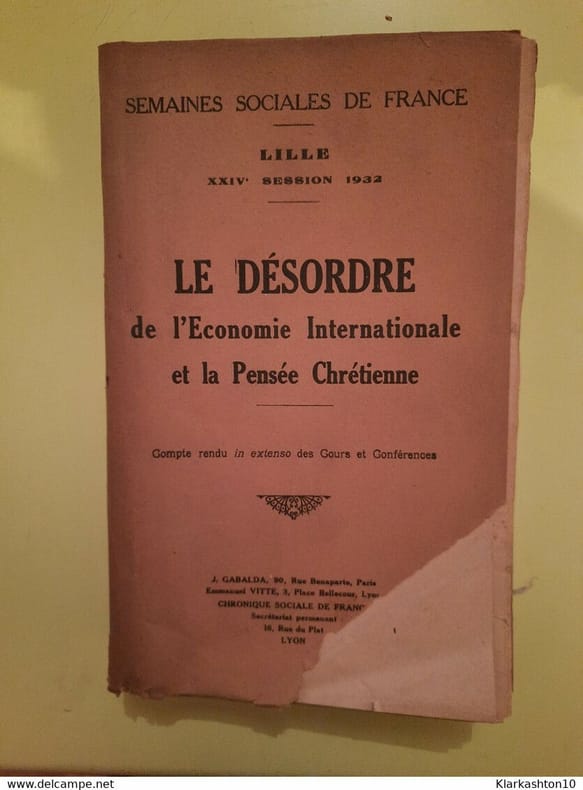 SEMAINES SOCIALES DE FRANCE
LILLE
XXIVᵉ SESSION 1932
LE DÉSORDRE
de l'Economie Internationale
et la Pensée Chrétienne
Compte rendu in extenso des Cours et Conférences
J. GABALDA, 90, Rue Bonaparte, Paris
Emmanuel VITTE, 3, Place Bellecour, Lyon
CHRONIQUE SOCIALE DE FRANC
Secrétariat permanent
16, Rue du Plat
LYON
delcampe.net
Klarkashton10